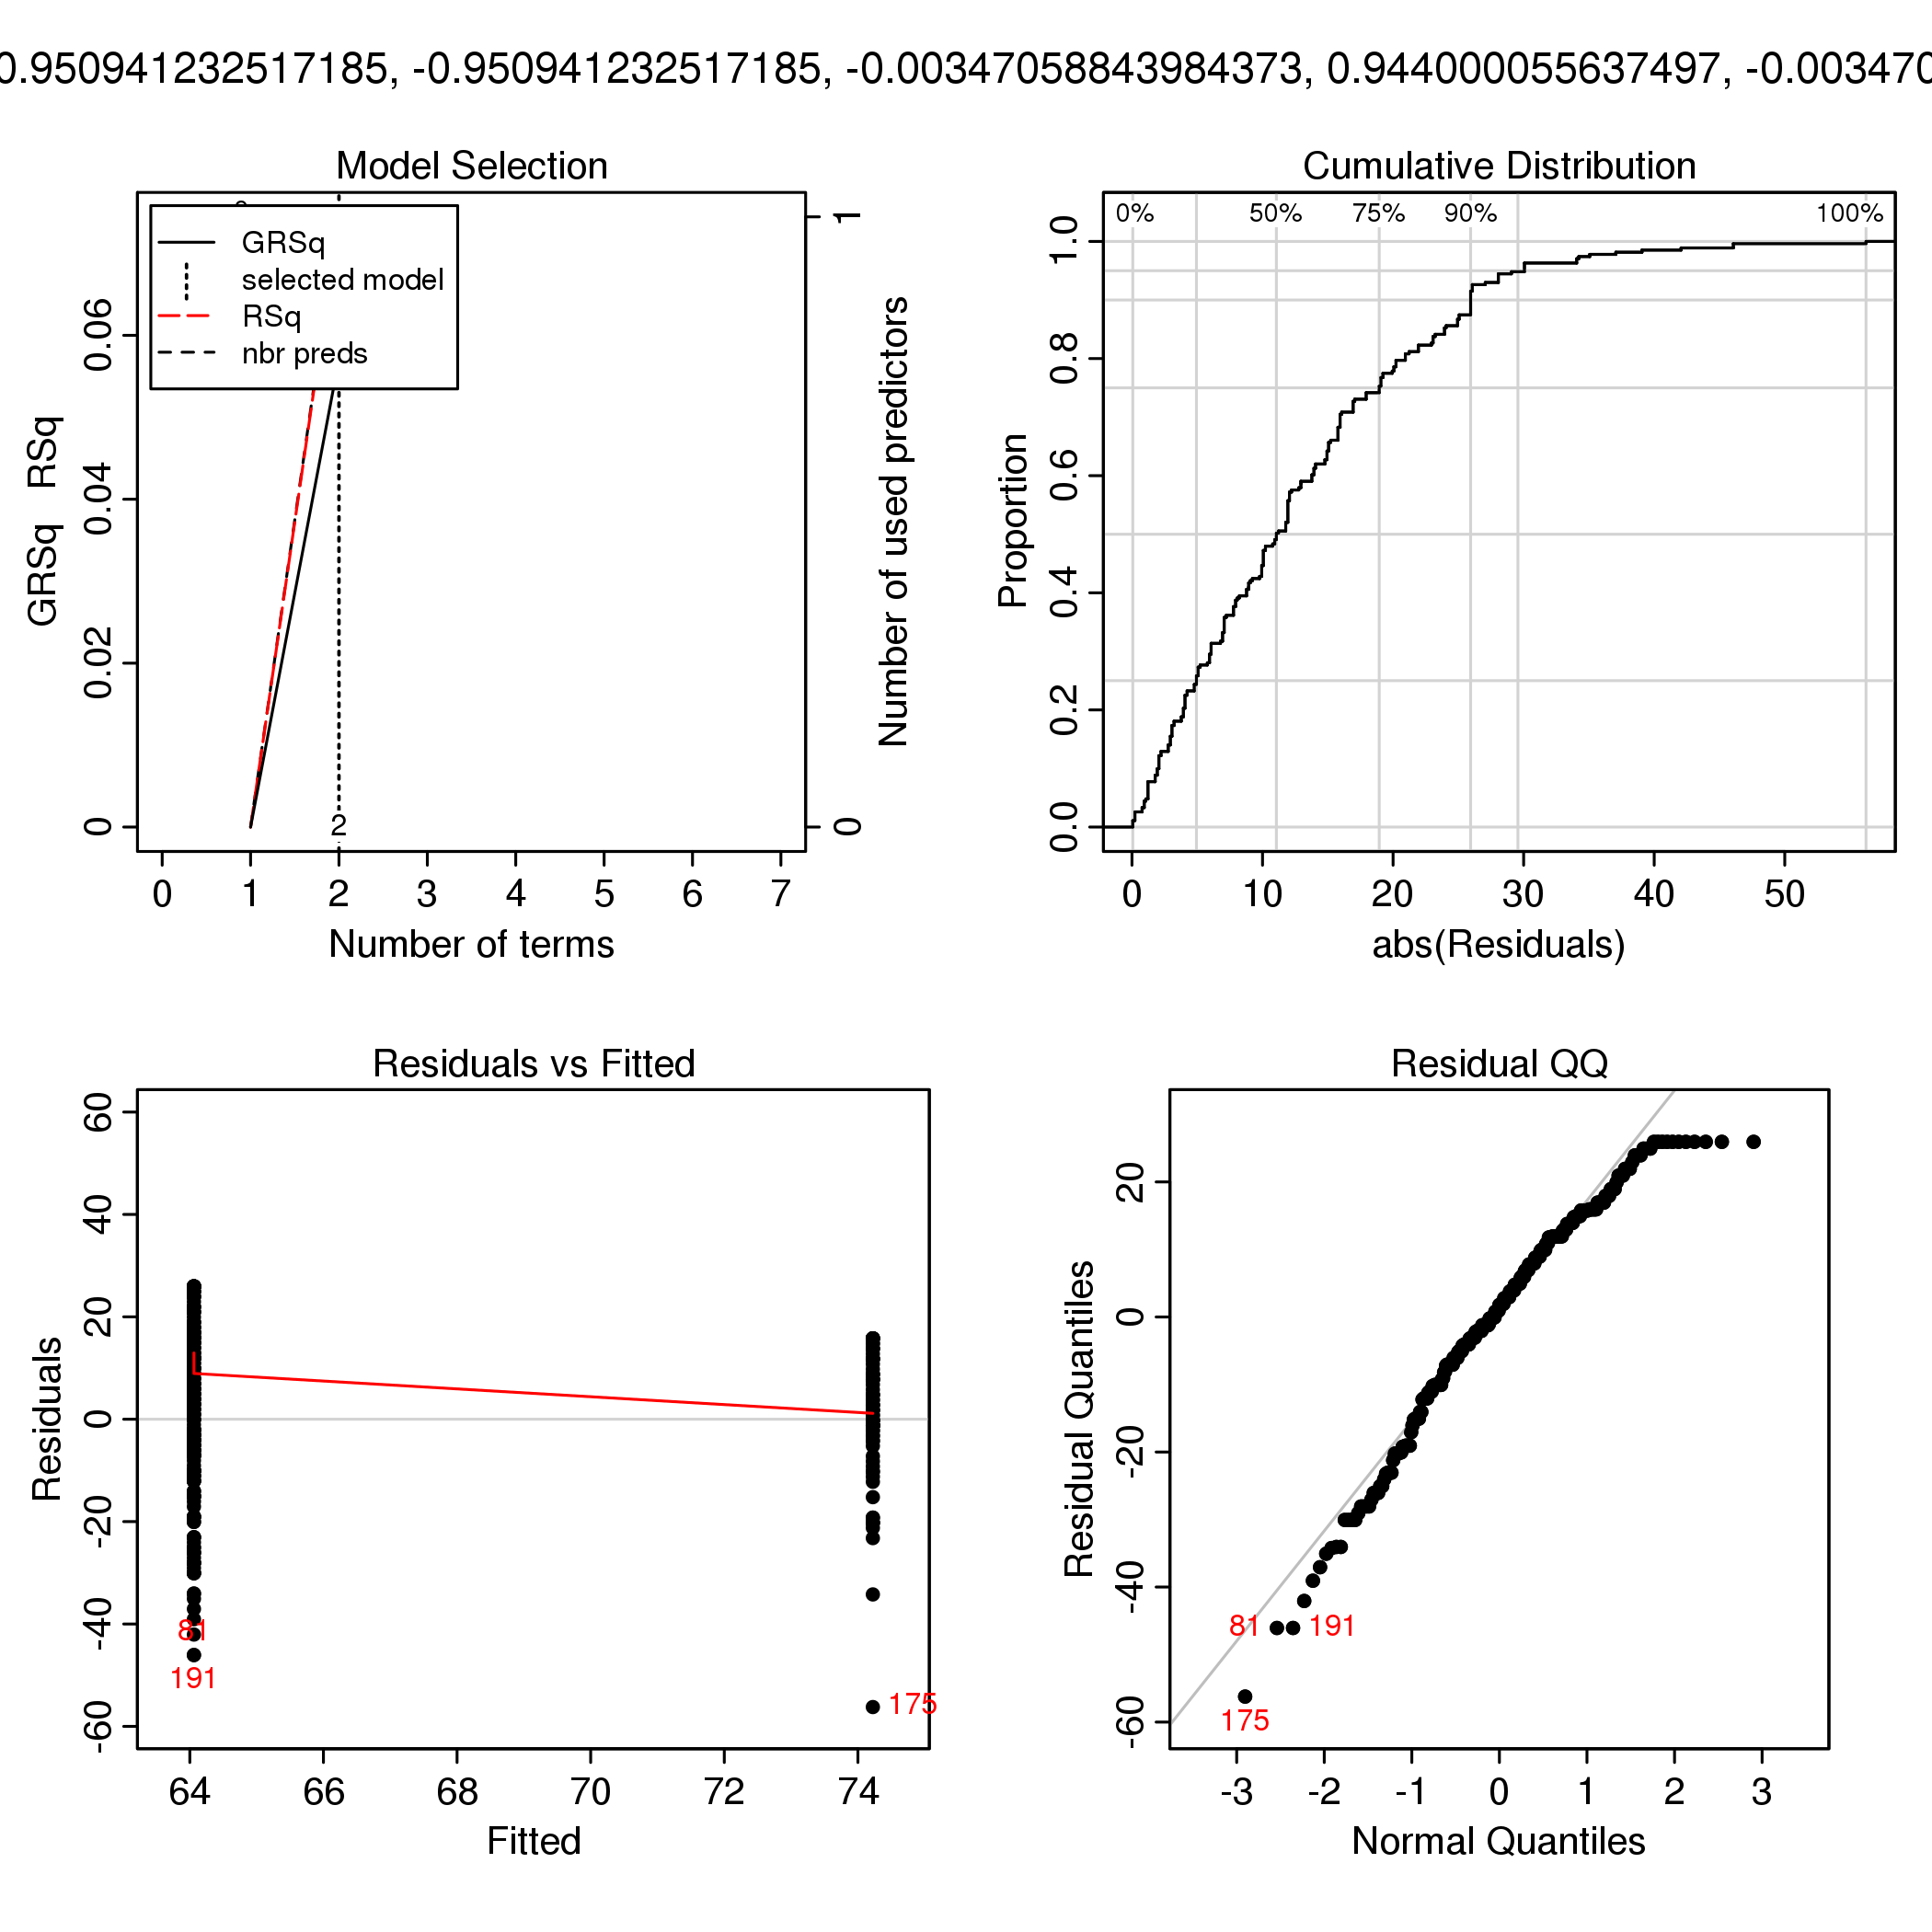 0.950941232517185, -0.950941232517185, -0.00347058843984373, 0.944000055637497, -0.003470
Model Selection
GRSq
selected model
RSq
nbr preds
0 0.02 0.04 0.06
GRSq RSq
0 1
Number of used predictors
2
0 1 2 3 4 5 6 7
Number of terms
Cumulative Distribution
0% 50% 75% 90% 100%
0.0 0.2 0.4 0.6 0.8 1.0
Proportion
0 10 20 30 40 50
abs(Residuals)
Residuals vs Fitted
-60 -40 -20 0 20 40 60
Residuals
81
191
175
64 66 68 70 72 74
Fitted
Residual QQ
-60 -40 -20 0 20
Residual Quantiles
81 191
175
-3 -2 -1 0 1 2 3
Normal Quantiles